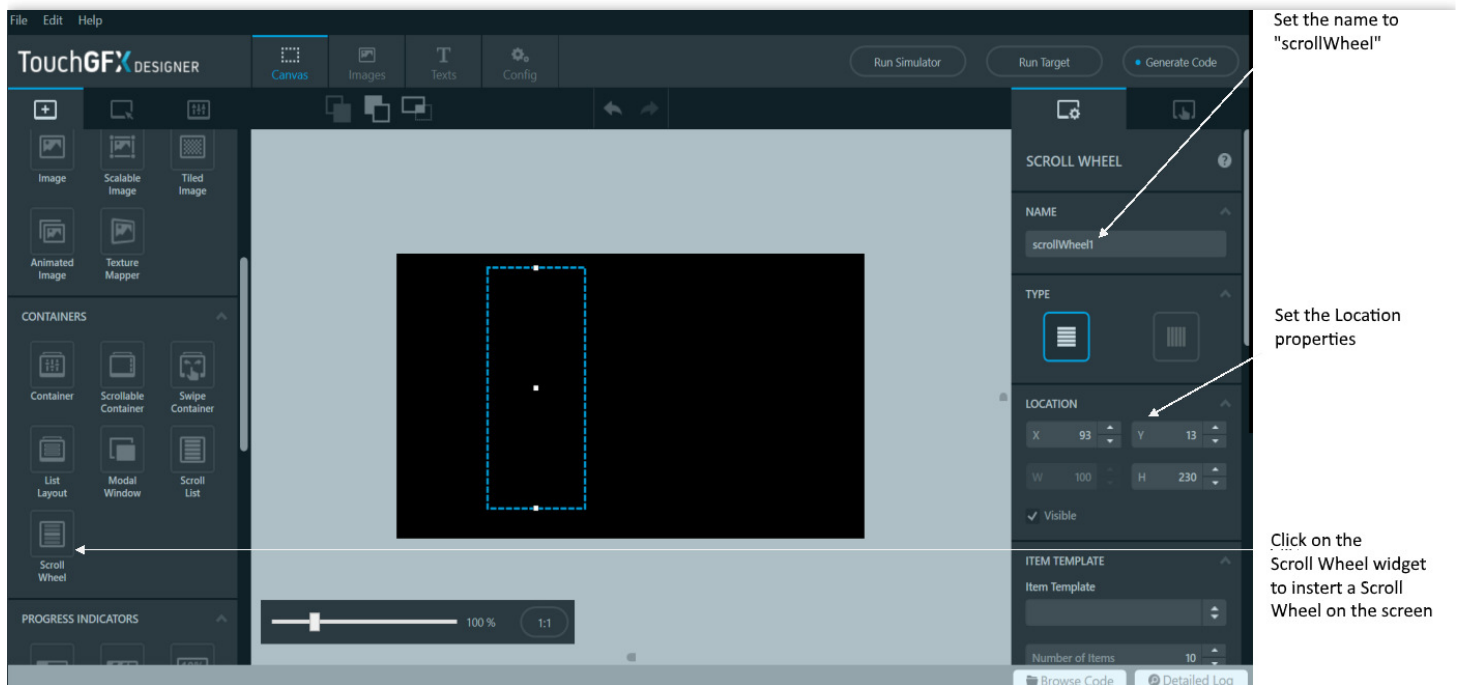 File Edit Help
TouchGFX DESIGNER
Canvas
Images
Texts
Config
Run Simulator
Run Target
Generate Code
Image
Scalable
Image
Tiled
Image
Animated
Image
Texture
Mapper
CONTAINERS
Container
Scrollable
Container
Swipe
Container
List
Layout
Modal
Window
Scroll
List
Scroll
Wheel
PROGRESS INDICATORS
100 %
1:1
SCROLL WHEEL
NAME
scrollWheel1
TYPE
LOCATION
X 93 Y 13
W 100 H 230
Visible
ITEM TEMPLATE
Item Template
Number of Items 10
Browse Code
Detailed Log
Set the name to
"scrollWheel"
Set the Location
properties
Click on the
Scroll Wheel widget
to instert a Scroll
Wheel on the screen